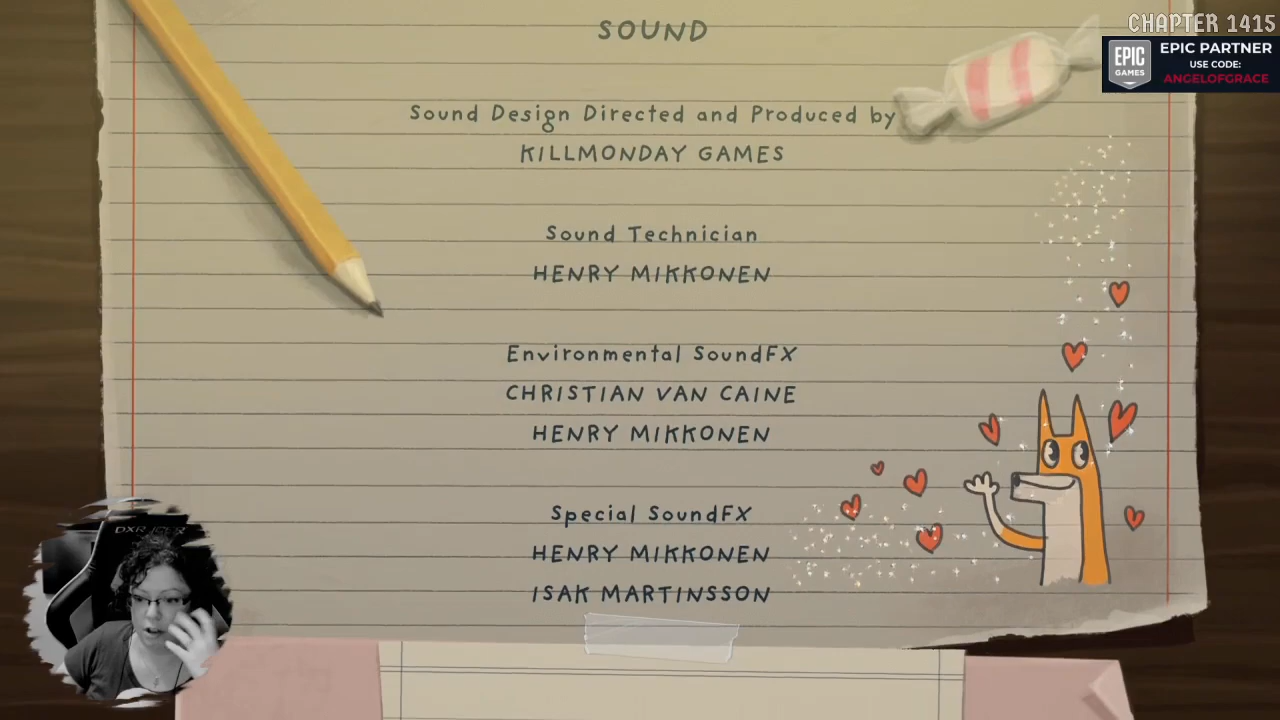 SOUND
CHAPTER 1415
EPIC GAMES
EPIC PARTNER
USE CODE:
ANGELOFGRACE
Sound Design Directed and Produced by
KILLMONDAY GAMES
Sound Technician
HENRY MIKKONEN
Environmental SoundFX
CHRISTIAN VAN CAINE
HENRY MIKKONEN
Special SoundFX
HENRY MIKKONEN
ISAK MARTINSSON